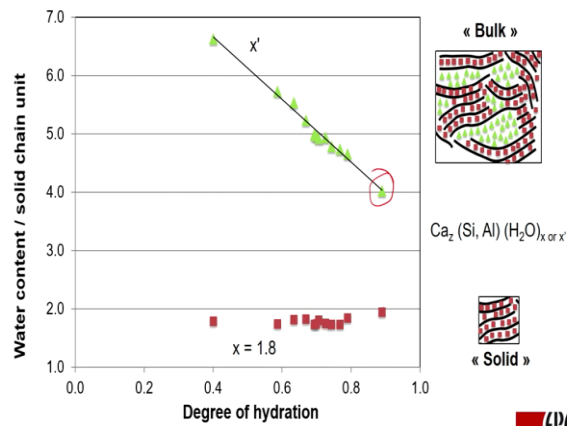 7.0
6.0
5.0
4.0
3.0
2.0
1.0
0.0
0.2
0.4
0.6
0.8
1.0
Water content / solid chain unit
Degree of hydration
x'
x = 1.8
« Bulk »
Ca_z (Si, Al) (H₂O)_x or x'
« Solid »